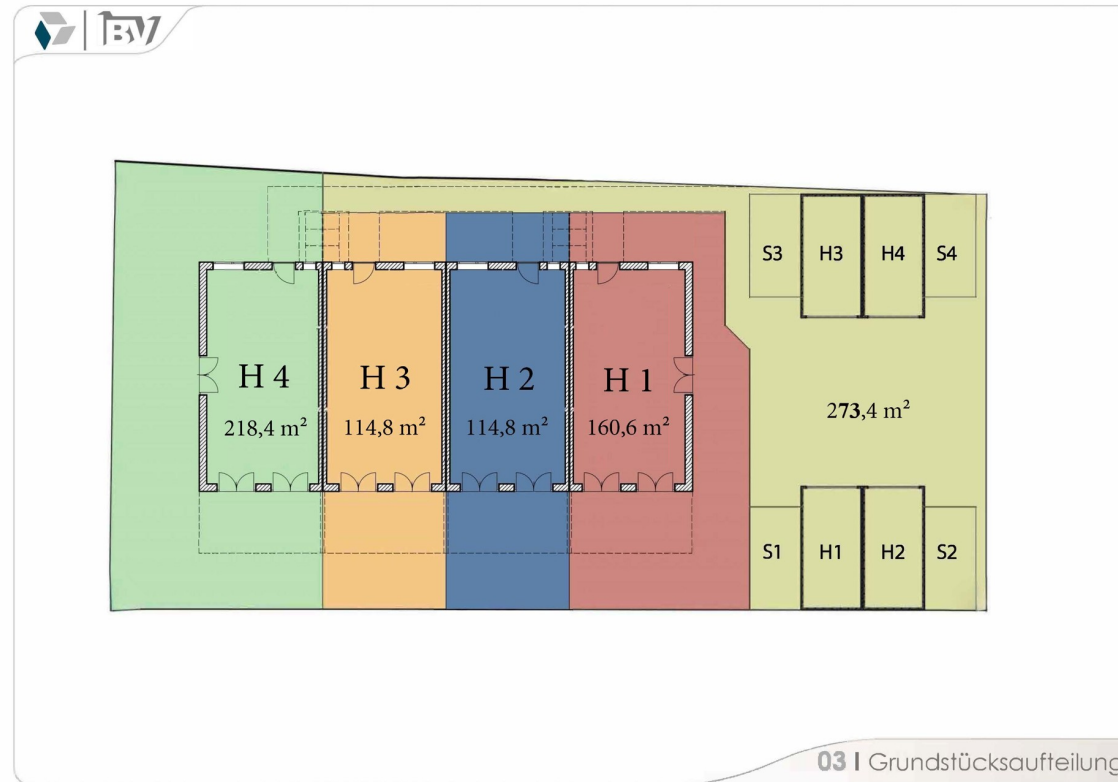 IBV
S3
H3
H4
S4
H 4
H 3
H 2
H 1
218,4 m²
114,8 m²
114,8 m²
160,6 m²
273,4 m²
S1
H1
H2
S2
03 I Grundstücksaufteilung